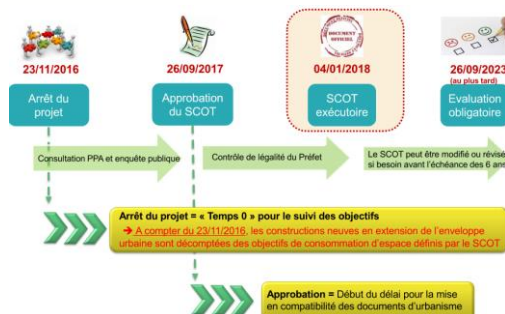 DOCUMENT
OFFICIEL
23/11/2016
26/09/2017
04/01/2018
26/09/2023
(au plus tard)
Arrêt du
projet
Approbation
du SCOT
SCOT
exécutoire
Evaluation
obligatoire
Consultation PPA et enquête publique
Contrôle de légalité du Préfet
Le SCOT peut être modifié ou révisé
si besoin avant l'échéance des 6 ans
Arrêt du projet = « Temps 0 » pour le suivi des objectifs
→ A compter du 23/11/2016, les constructions neuves en extension de l'enveloppe
urbaine sont décomptées des objectifs de consommation d'espace définis par le SCOT
Approbation = Début du délai pour la mise
en compatibilité des documents d'urbanisme